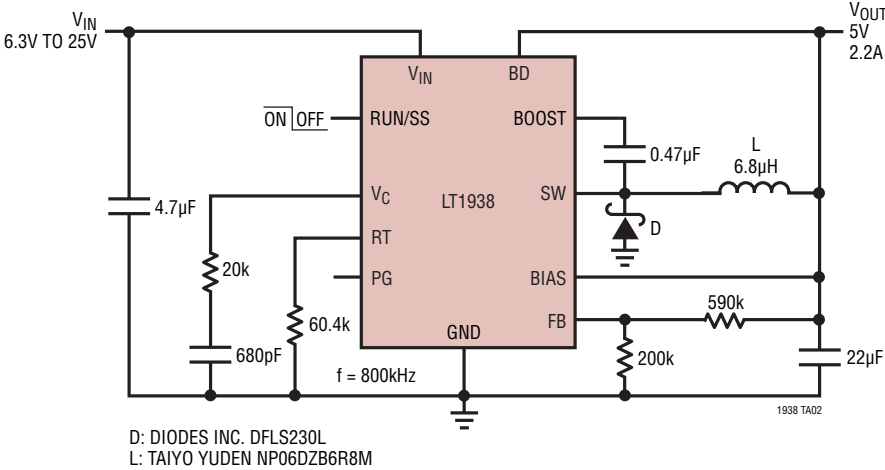 VIN
6.3V TO 25V
VOUT
5V
2.2A
VIN
BD
ON OFF
RUN/SS
BOOST
0.47µF
L
6.8µH
4.7µF
VC
LT1938
SW
D
RT
20k
PG
BIAS
590k
60.4k
FB
GND
680pF
200k
22µF
f = 800kHz
1938 TA02
D: DIODES INC. DFLS230L
L: TAIYO YUDEN NP06DZB6R8M